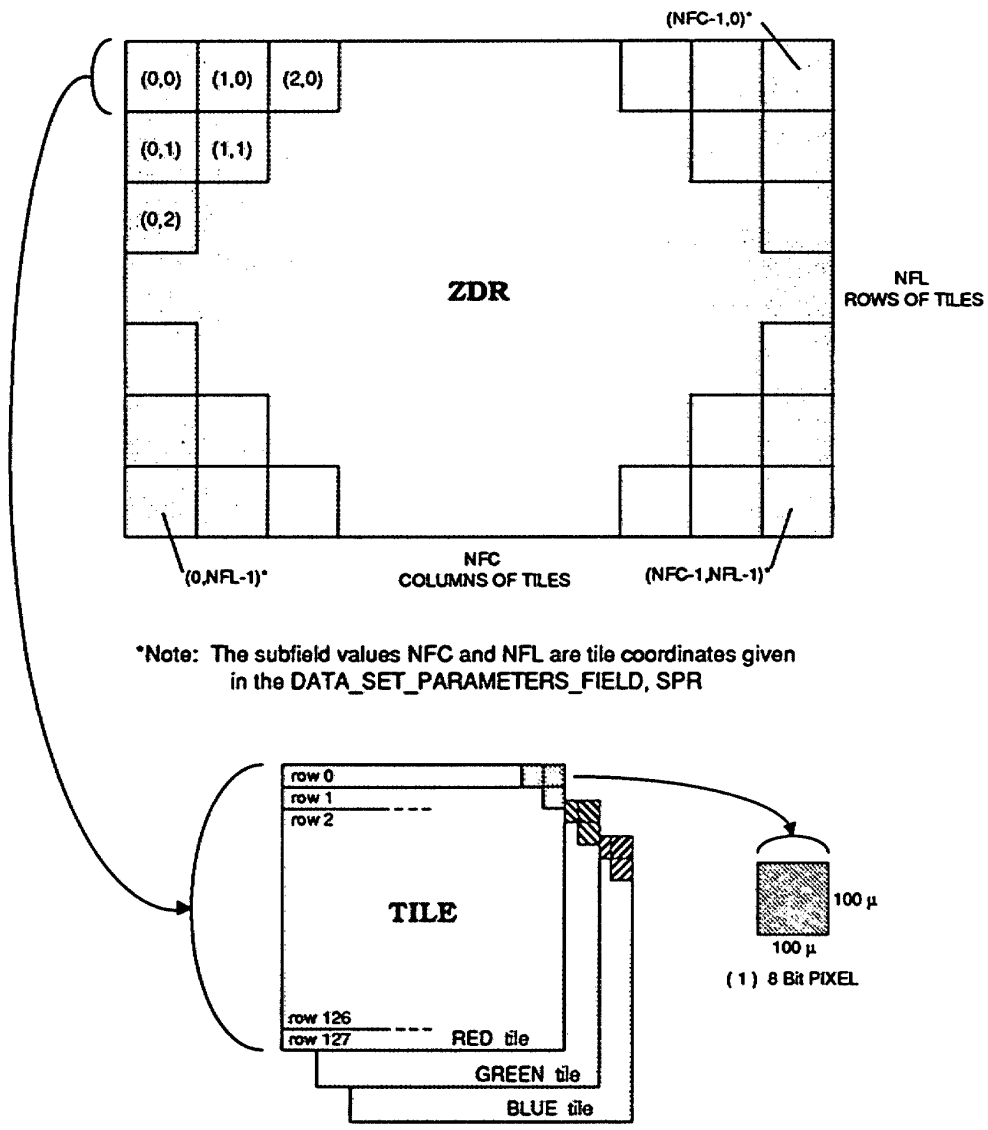 (NFC-1,0)*
(0,0) (1,0) (2,0)
(0,1) (1,1)
(0,2)
ZDR
NFL
ROWS OF TILES
(0,NFL-1)*
NFC
COLUMNS OF TILES
(NFC-1,NFL-1)*
*Note: The subfield values NFC and NFL are tile coordinates given
in the DATA_SET_PARAMETERS_FIELD, SPR
row 0
row 1
row 2
TILE
100 µ
100 µ
( 1 ) 8 Bit PIXEL
row 126
row 127
RED tile
GREEN tile
BLUE tile